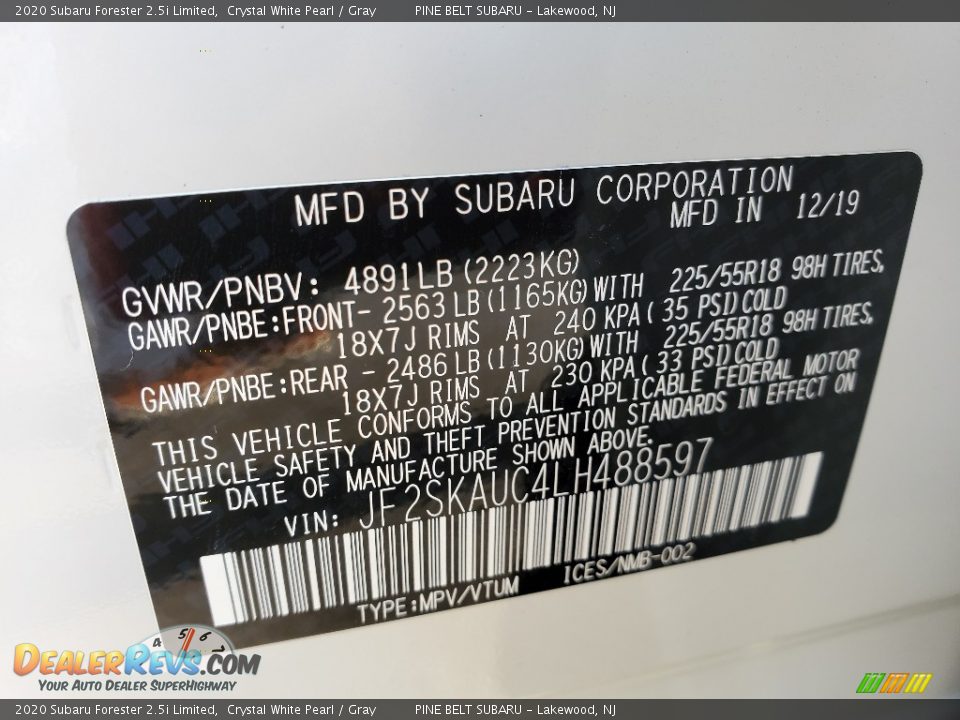 2020 Subaru Forester 2.5i Limited,  Crystal White Pearl / Gray  PINE BELT SUBARU - Lakewood, NJ
MFD BY SUBARU CORPORATION
MFD IN 12/19
GVWR/PNBV: 4891LB (2223KG)
GAWR/PNBE:FRONT- 2563 LB (1165KG) WITH 225/55R18 98H TIRES,
18X7J RIMS AT 240 KPA ( 35 PSI) COLD
GAWR/PNBE:REAR - 2486 LB (1130KG) WITH 225/55R18 98H TIRES,
18X7J RIMS AT 230 KPA ( 33 PSI) COLD
THIS VEHICLE CONFORMS TO ALL APPLICABLE FEDERAL MOTOR
VEHICLE SAFETY AND THEFT PREVENTION STANDARDS IN EFFECT ON
THE DATE OF MANUFACTURE SHOWN ABOVE.
VIN: JF2SKAUC4LH488597
TYPE:MPV/VTUM ICES/NMB-002
4 5 6 7
DEALERREVS.COM
YOUR AUTO DEALER SUPERHIGHWAY
2020 Subaru Forester 2.5i Limited,  Crystal White Pearl / Gray  PINE BELT SUBARU - Lakewood, NJ